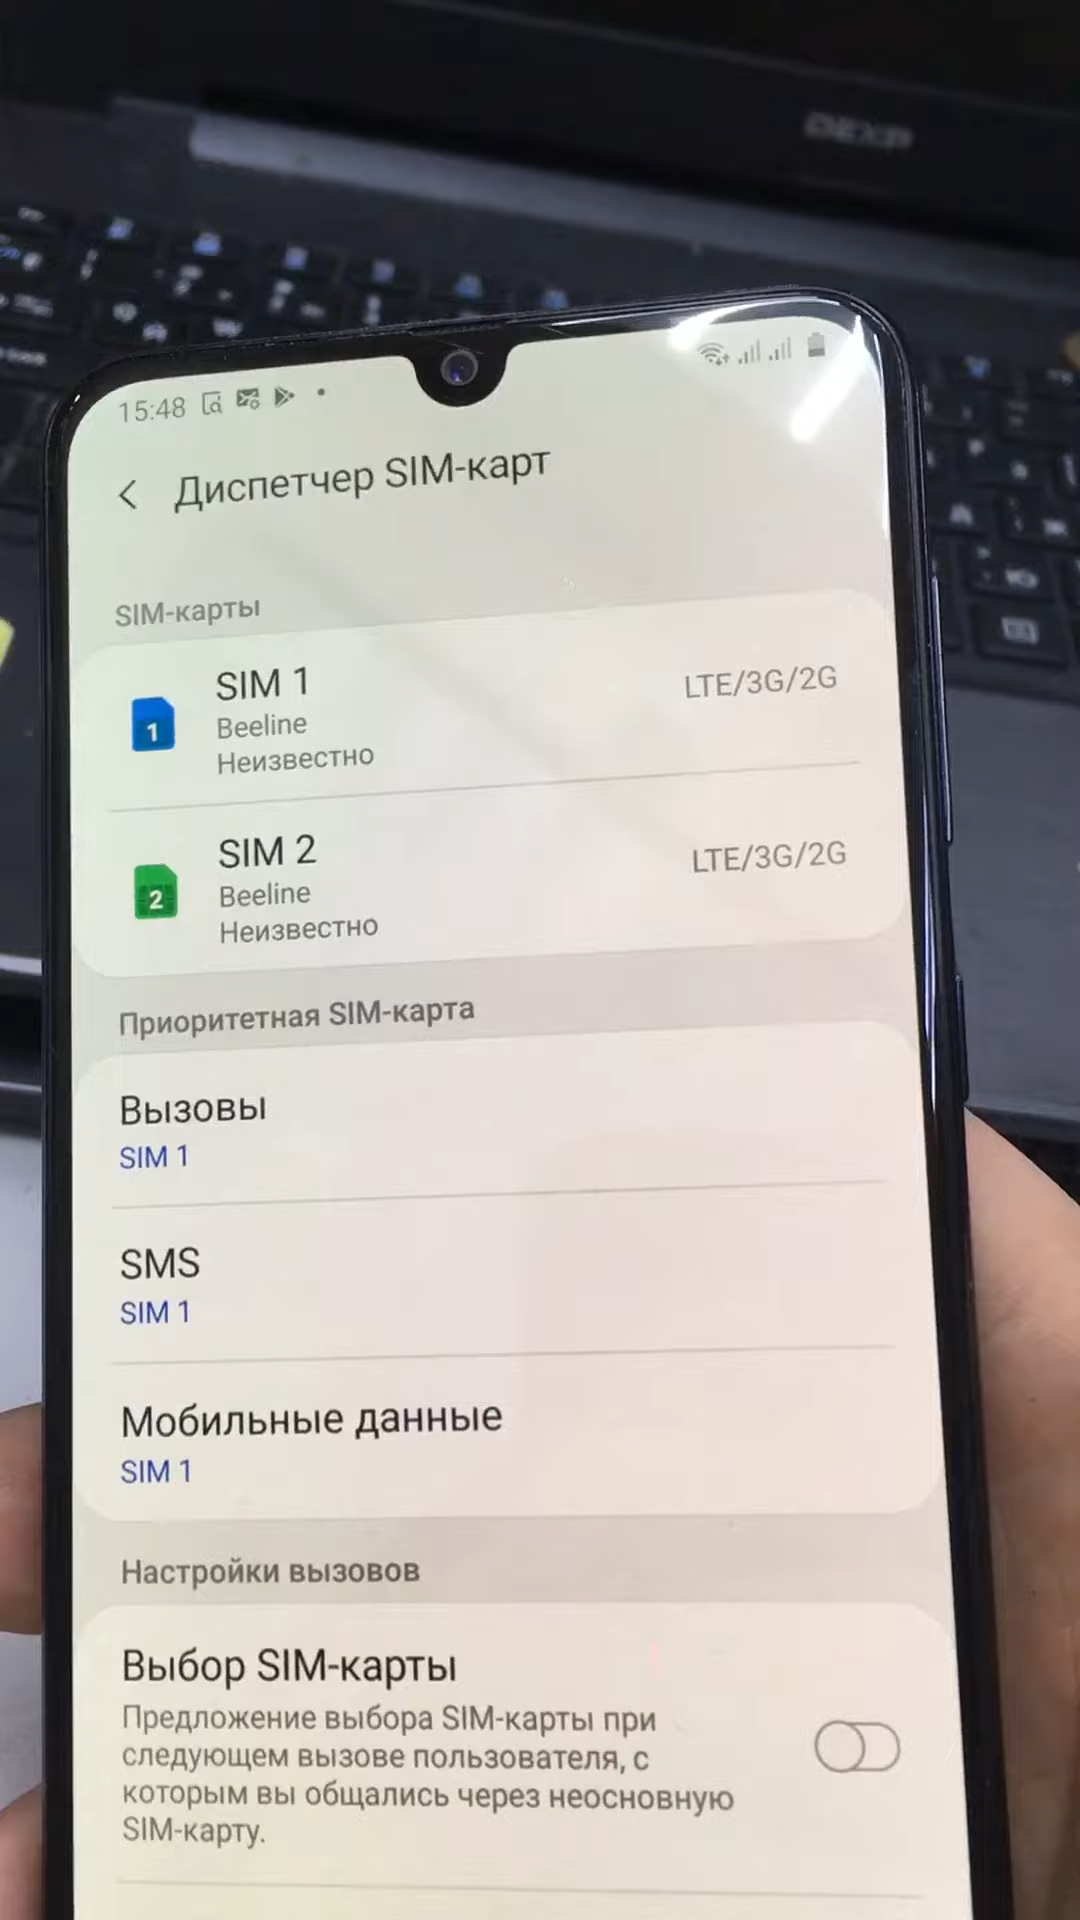 DEXP
15:48
Диспетчер SIM-карт
SIM-карты
1
SIM 1
Beeline
Неизвестно
LTE/3G/2G
2
SIM 2
Beeline
Неизвестно
LTE/3G/2G
Приоритетная SIM-карта
Вызовы
SIM 1
SMS
SIM 1
Мобильные данные
SIM 1
Настройки вызовов
Выбор SIM-карты
Предложение выбора SIM-карты при
следующем вызове пользователя, с
которым вы общались через неосновную
SIM-карту.